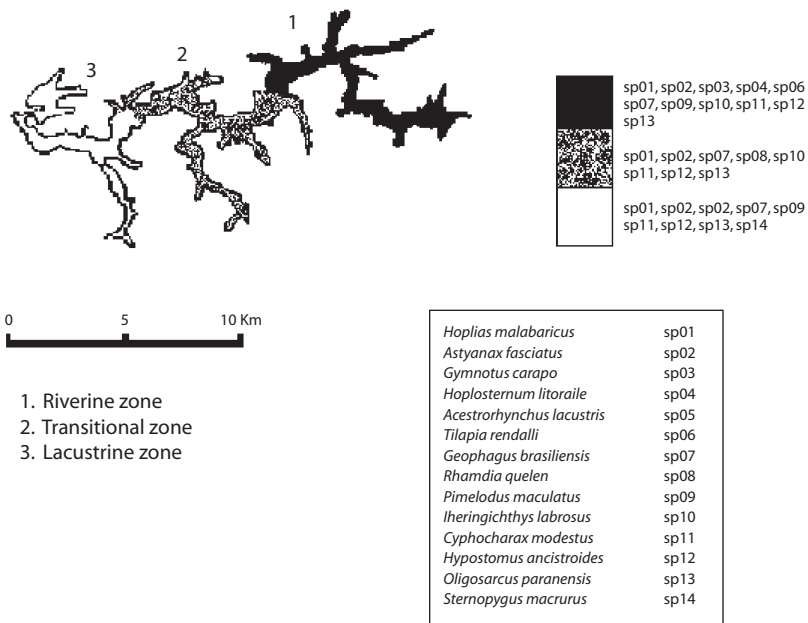 1
2
3
sp01, sp02, sp03, sp04, sp06
sp07, sp09, sp10, sp11, sp12
sp13
sp01, sp02, sp07, sp08, sp10
sp11, sp12, sp13
sp01, sp02, sp02, sp07, sp09
sp11, sp12, sp13, sp14
0 5 10 Km
1. Riverine zone
2. Transitional zone
3. Lacustrine zone
Hoplias malabaricus sp01
Astyanax fasciatus sp02
Gymnotus carapo sp03
Hoplosternum litoraile sp04
Acestrorhynchus lacustris sp05
Tilapia rendalli sp06
Geophagus brasiliensis sp07
Rhamdia quelen sp08
Pimelodus maculatus sp09
Iheringichthys labrosus sp10
Cyphocharax modestus sp11
Hypostomus ancistroides sp12
Oligosarcus paranensis sp13
Sternopygus macrurus sp14